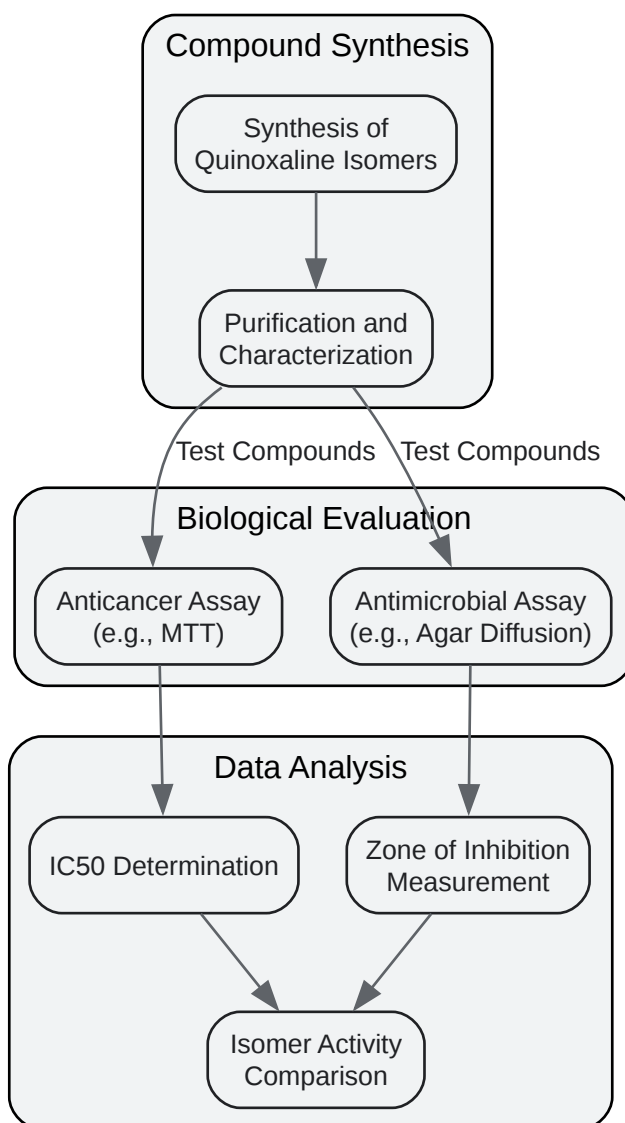 Compound Synthesis
Synthesis of
Quinoxaline Isomers
Purification and
Characterization
Test Compounds
Test Compounds
Biological Evaluation
Anticancer Assay
(e.g., MTT)
Antimicrobial Assay
(e.g., Agar Diffusion)
Data Analysis
IC50 Determination
Zone of Inhibition
Measurement
Isomer Activity
Comparison